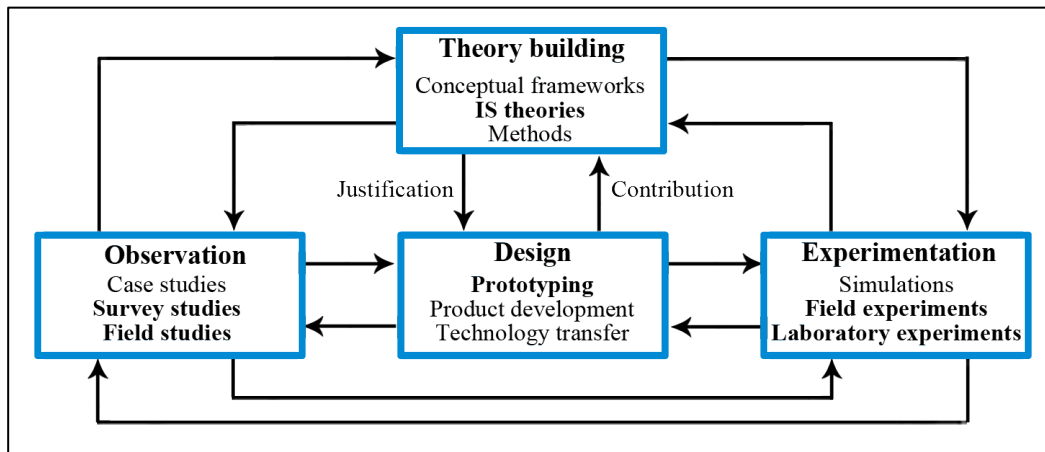 Theory building
Conceptual frameworks
IS theories
Methods
Justification
Contribution
Observation
Case studies
Survey studies
Field studies
Design
Prototyping
Product development
Technology transfer
Experimentation
Simulations
Field experiments
Laboratory experiments